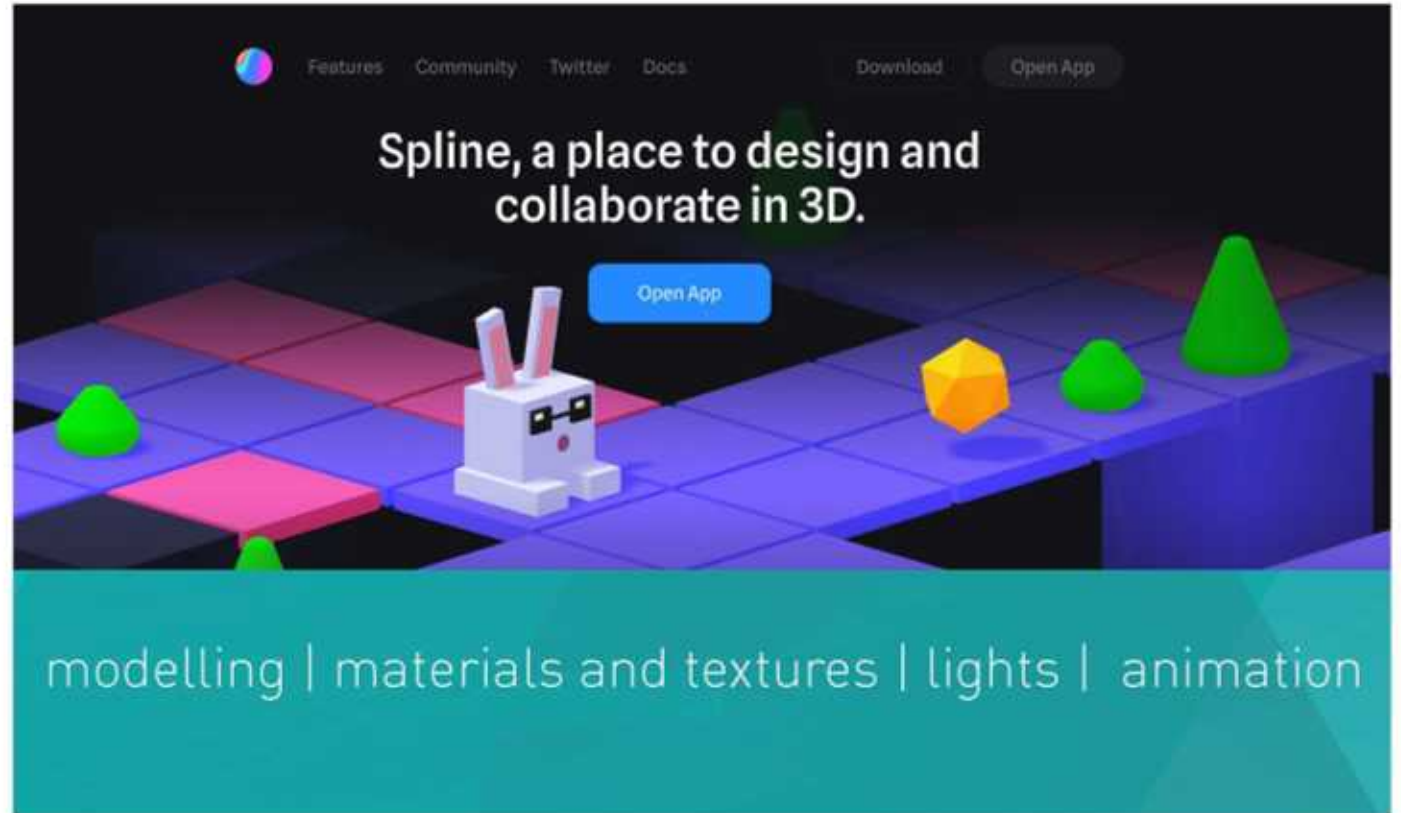 Features Community Twitter Docs Download Open App
Spline, a place to design and
collaborate in 3D.
Open App
modelling | materials and textures | lights | animation